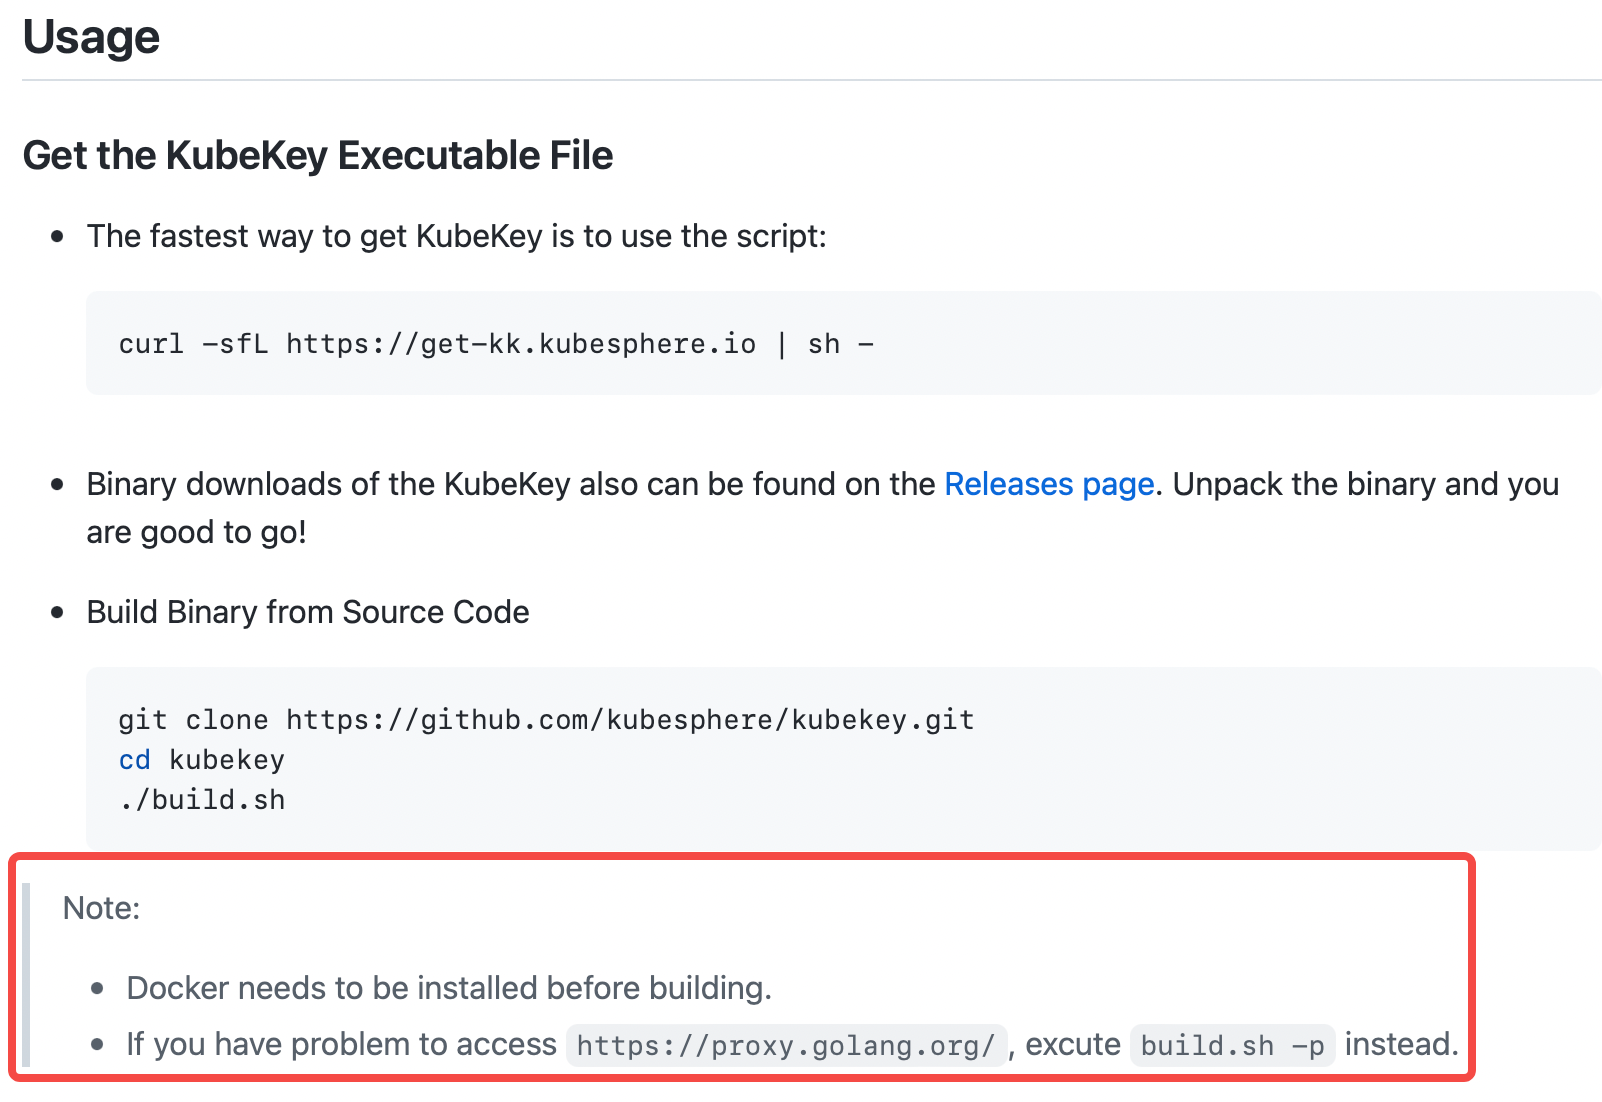 Usage
Get the KubeKey Executable File
The fastest way to get KubeKey is to use the script:
curl -sfL https://get-kk.kubesphere.io | sh -
Binary downloads of the KubeKey also can be found on the Releases page. Unpack the binary and you
are good to go!
Build Binary from Source Code
git clone https://github.com/kubesphere/kubekey.git
cd kubekey
./build.sh
Note:
Docker needs to be installed before building.
If you have problem to access https://proxy.golang.org/, excute build.sh -p instead.